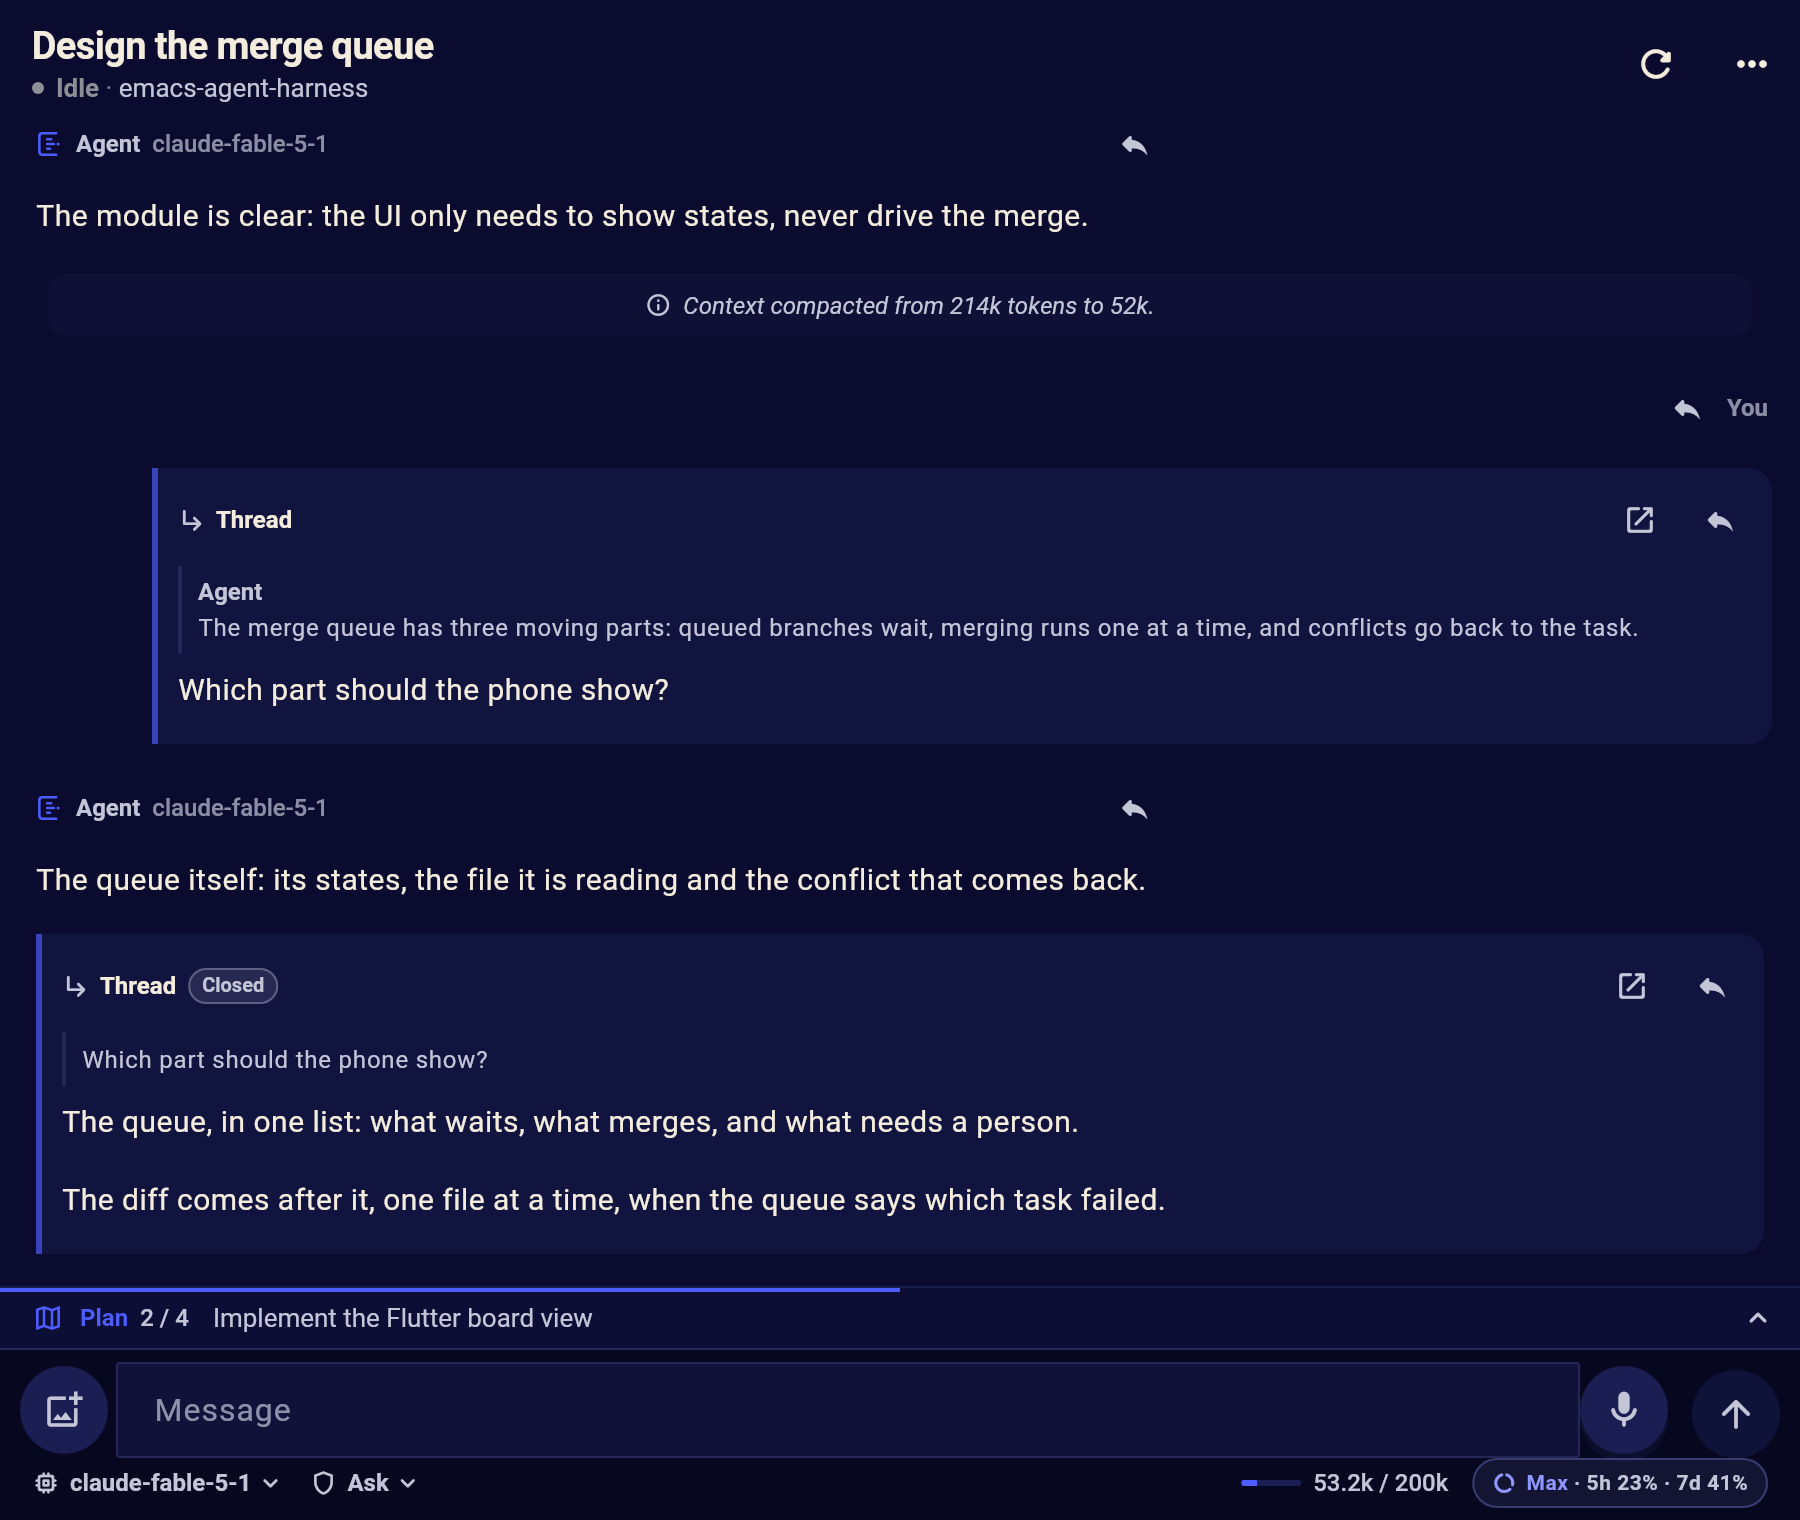 Design the merge queue
Idle · emacs-agent-harness
Agent claude-fable-5-1
The module is clear: the UI only needs to show states, never drive the merge.
Context compacted from 214k tokens to 52k.
You
Thread
Agent
The merge queue has three moving parts: queued branches wait, merging runs one at a time, and conflicts go back to the task.
Which part should the phone show?
Agent claude-fable-5-1
The queue itself: its states, the file it is reading and the conflict that comes back.
Thread Closed
Which part should the phone show?
The queue, in one list: what waits, what merges, and what needs a person.
The diff comes after it, one file at a time, when the queue says which task failed.
Plan 2 / 4 Implement the Flutter board view
Message
claude-fable-5-1 Ask 53.2k / 200k Max · 5h 23% · 7d 41%